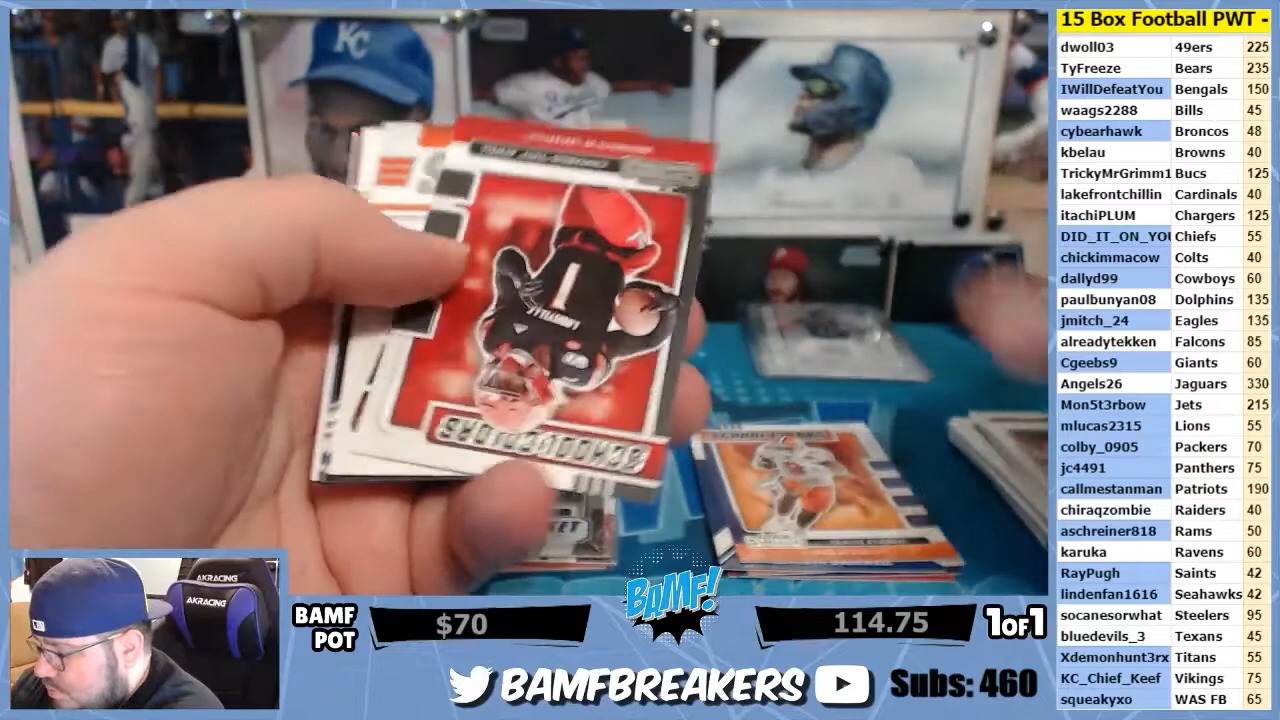 15 Box Football PWT -
dwoll03 49ers 225
TyFreeze Bears 235
IWillDefeatYou Bengals 150
waags2288 Bills 45
cybearhawk Broncos 48
kbelau Browns 40
TrickyMrGrimm1 Bucs 125
lakefrontchillin Cardinals 40
itachiPLUM Chargers 125
DID_IT_ON_YOU Chiefs 55
chickimmacow Colts 40
dallyd99 Cowboys 60
paulbunyan08 Dolphins 135
jmitch_24 Eagles 135
alreadytekken Falcons 85
Cgeebs9 Giants 60
Angels26 Jaguars 330
Mon5t3rbow Jets 215
mlucas2315 Lions 55
colby_0905 Packers 70
jc4491 Panthers 75
callmestanman Patriots 190
chiraqzombie Raiders 40
aschreiner818 Rams 50
karuka Ravens 60
RayPugh Saints 42
lindenfan1616 Seahawks 42
socanesorwhat Steelers 95
bluedevils_3 Texans 45
Xdemonhunt3rx Titans 55
KC_Chief_Keef Vikings 75
squeakyxo WAS FB 65
KC
1
SCHOOL COLORS
AKRACING
AKRACING
BAMF
POT
$70
BAMF!
114.75
1OF1
BAMFBREAKERS
Subs: 460